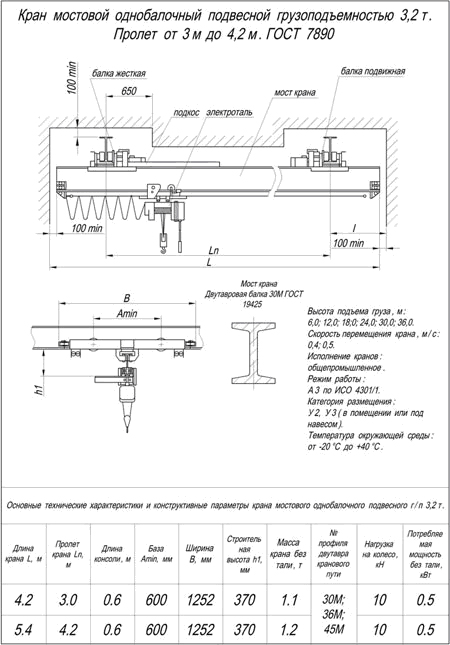 Кран мостовой однобалочный подвесной грузоподъемностью 3,2 т.
Пролет от 3 м до 4,2 м. ГОСТ 7890
100 min
балка жесткая
650
подкос
электроталь
мост крана
балка подвижная
100 min
Ln
L
l
100 min
B
Amin
h1
Мост крана
Двутавровая балка 30М ГОСТ
19425
Высота подъема груза, м:
6,0; 12,0; 18,0; 24,0; 30,0; 36,0.
Скорость перемещения крана, м/с:
0,4; 0,5.
Исполнение кранов:
общепромышленное.
Режим работы:
А3 по ИСО 4301/1.
Категория размещения:
У2, У3 (в помещении или под
навесом).
Температура окружающей среды:
от -20 °С до +40 °С.
Основные технические характеристики и конструктивные параметры крана мостового однобалочного подвесного г/п 3,2 т.
Длина крана L, м
Пролет крана Ln, м
Длина консоли, м
База Amin, мм
Ширина B, мм
Строитель ная высота h1, мм
Масса крана без тали, т
№ профиля двутавра кранового пути
Нагрузка на колесо, кН
Потребляе мая мощность без тали, кВт
4.2 3.0 0.6 600 1252 370 1.1 30М; 36М; 45М 10 0.5
5.4 4.2 0.6 600 1252 370 1.2 10 0.5